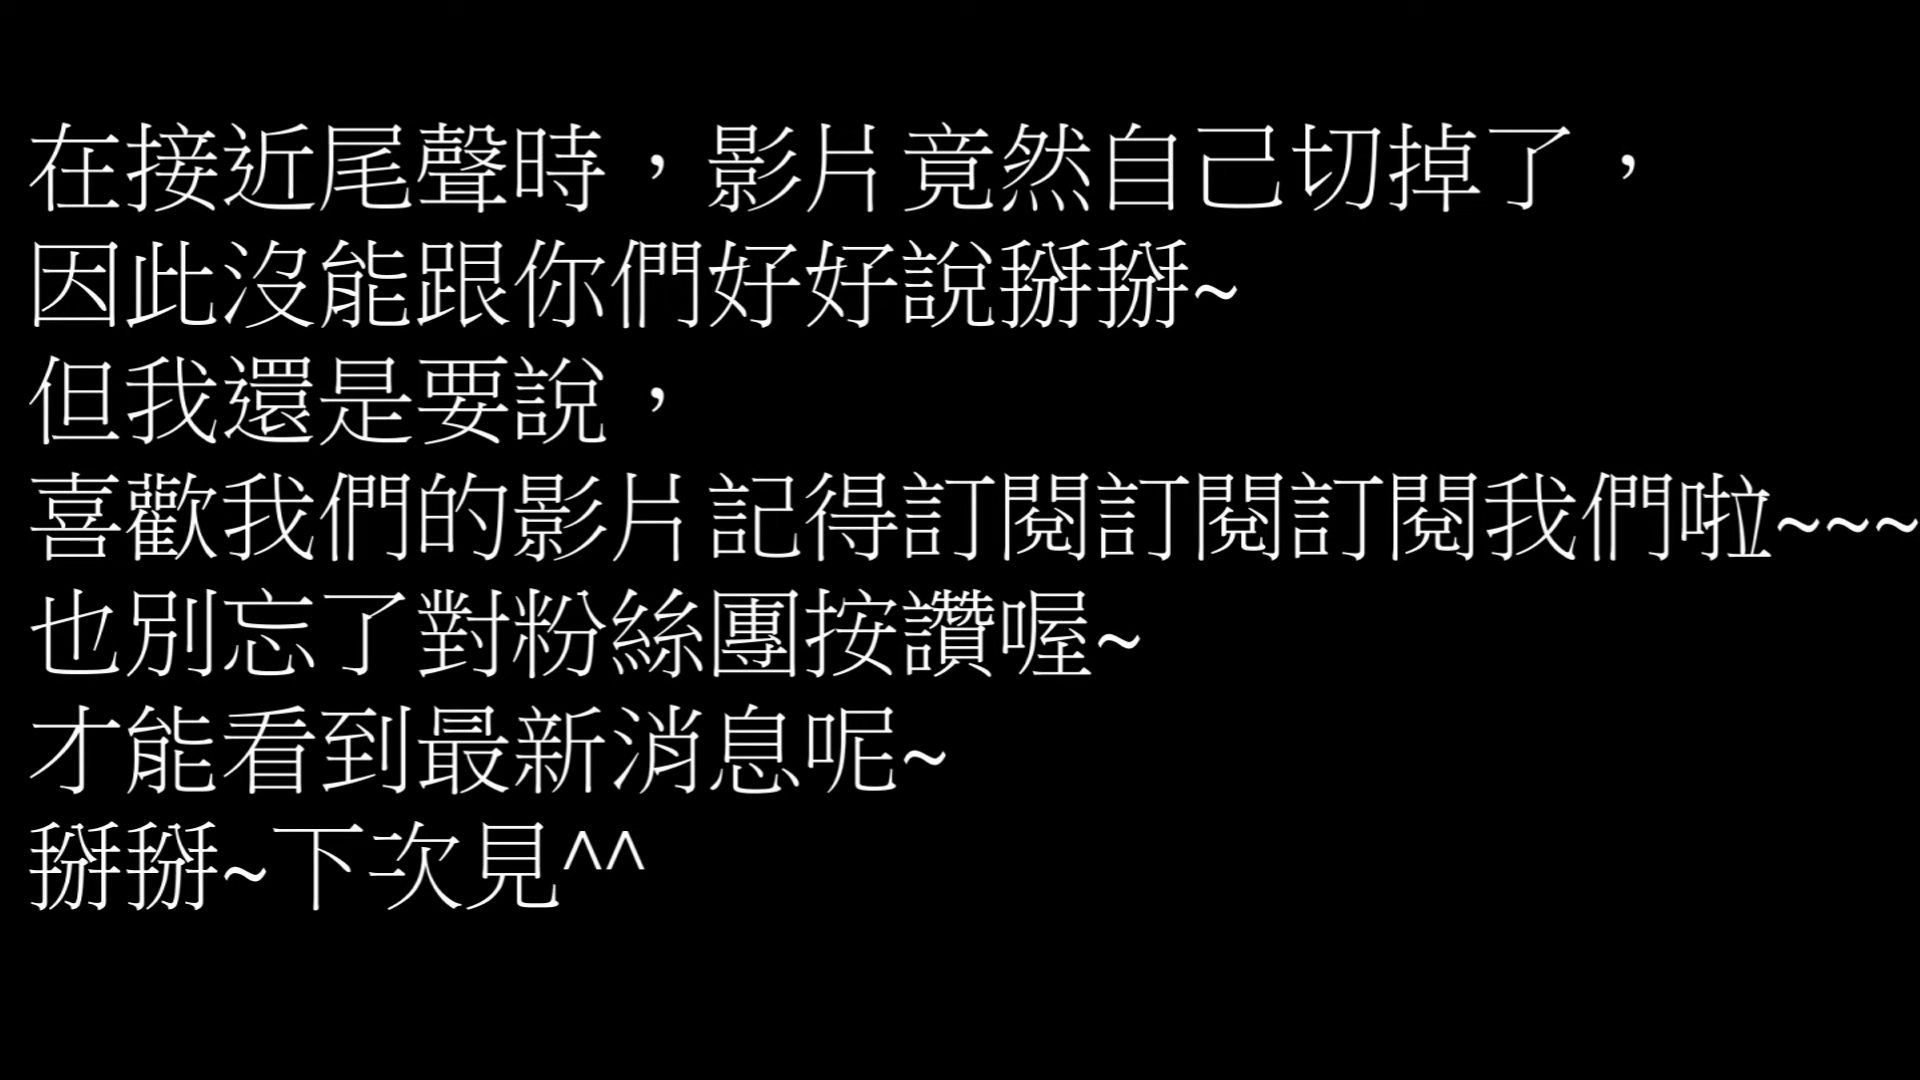 在接近尾聲時，影片竟然自己切掉了，
因此沒能跟你們好好說掰掰~
但我還是要說，
喜歡我們的影片記得訂閱訂閱訂閱我們啦~~~
也別忘了對粉絲團按讚喔~
才能看到最新消息呢~
掰掰~下次見^^